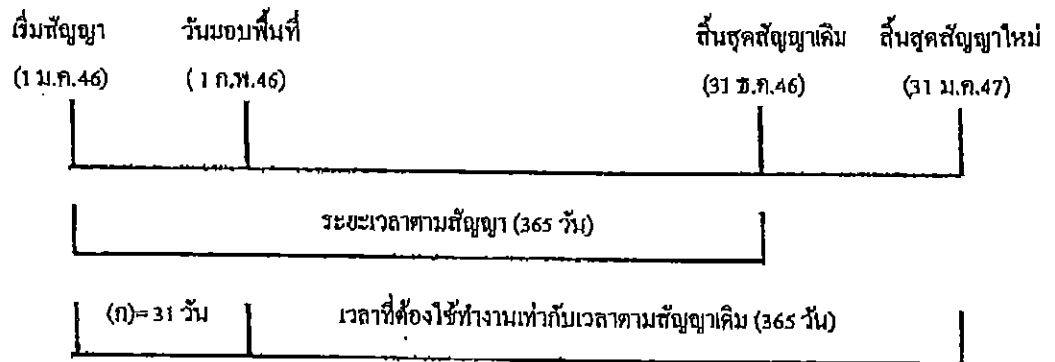 เริ่มสัญญา วันมอบพื้นที่ สิ้นสุดสัญญาเดิม สิ้นสุดสัญญาใหม่
(1 ม.ค.46) ( 1 ก.พ.46) (31 ธ.ค.46) (31 ม.ค.47)
ระยะเวลาตามสัญญา (365 วัน)
(ก)= 31 วัน เวลาที่ต้องใช้ทำงานเท่ากับเวลาตามสัญญาเดิม (365 วัน)